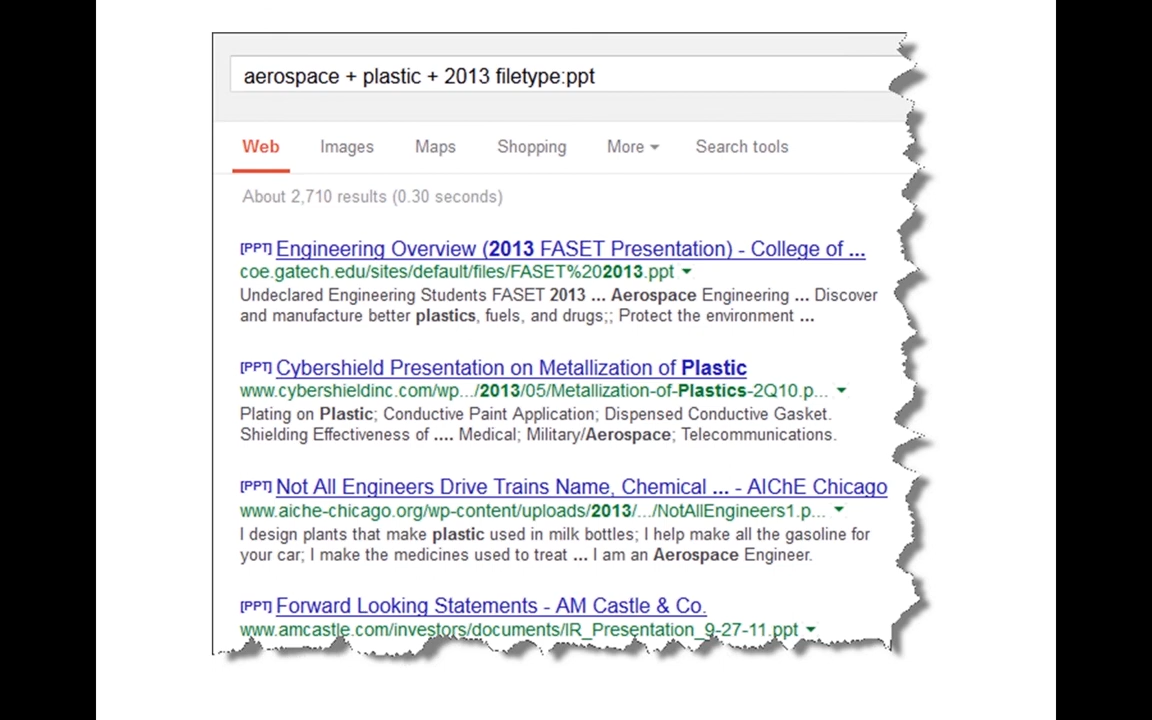 aerospace + plastic + 2013 filetype:ppt
Web Images Maps Shopping More Search tools
About 2,710 results (0.30 seconds)
[PPT] Engineering Overview (2013 FASET Presentation) - College of ...
coe.gatech.edu/sites/default/files/FASET%202013.ppt
Undeclared Engineering Students FASET 2013 ... Aerospace Engineering ... Discover
and manufacture better plastics, fuels, and drugs;; Protect the environment ...
[PPT] Cybershield Presentation on Metallization of Plastic
www.cybershieldinc.com/wp.../2013/05/Metallization-of-Plastics-2Q10.p...
Plating on Plastic; Conductive Paint Application; Dispensed Conductive Gasket.
Shielding Effectiveness of .... Medical; Military/Aerospace; Telecommunications.
[PPT] Not All Engineers Drive Trains Name, Chemical ... - AIChE Chicago
www.aiche-chicago.org/wp-content/uploads/2013/.../NotAllEngineers1.p...
I design plants that make plastic used in milk bottles; I help make all the gasoline for
your car; I make the medicines used to treat ... I am an Aerospace Engineer.
[PPT] Forward Looking Statements - AM Castle & Co.
www.amcastle.com/investors/documents/IR_Presentation_9-27-11.ppt